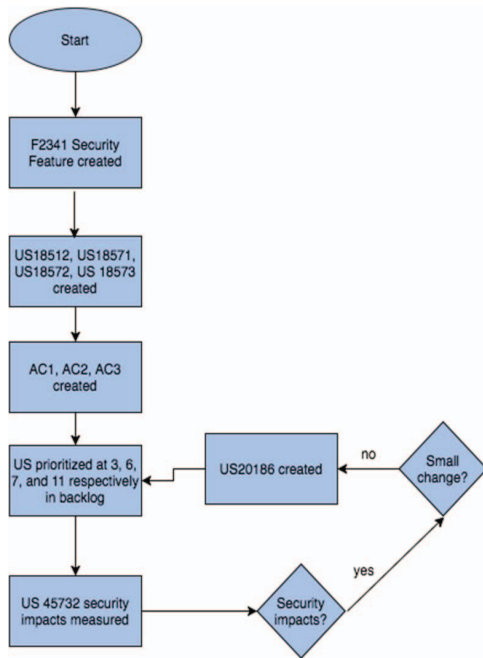 Start
F2341 Security
Feature created
US18512, US18571,
US18572, US 18573
created
AC1, AC2, AC3
created
US prioritized at 3, 6,
7, and 11 respectively
in backlog
US20186 created
no
Small
change?
yes
US 45732 security
impacts measured
Security
impacts?